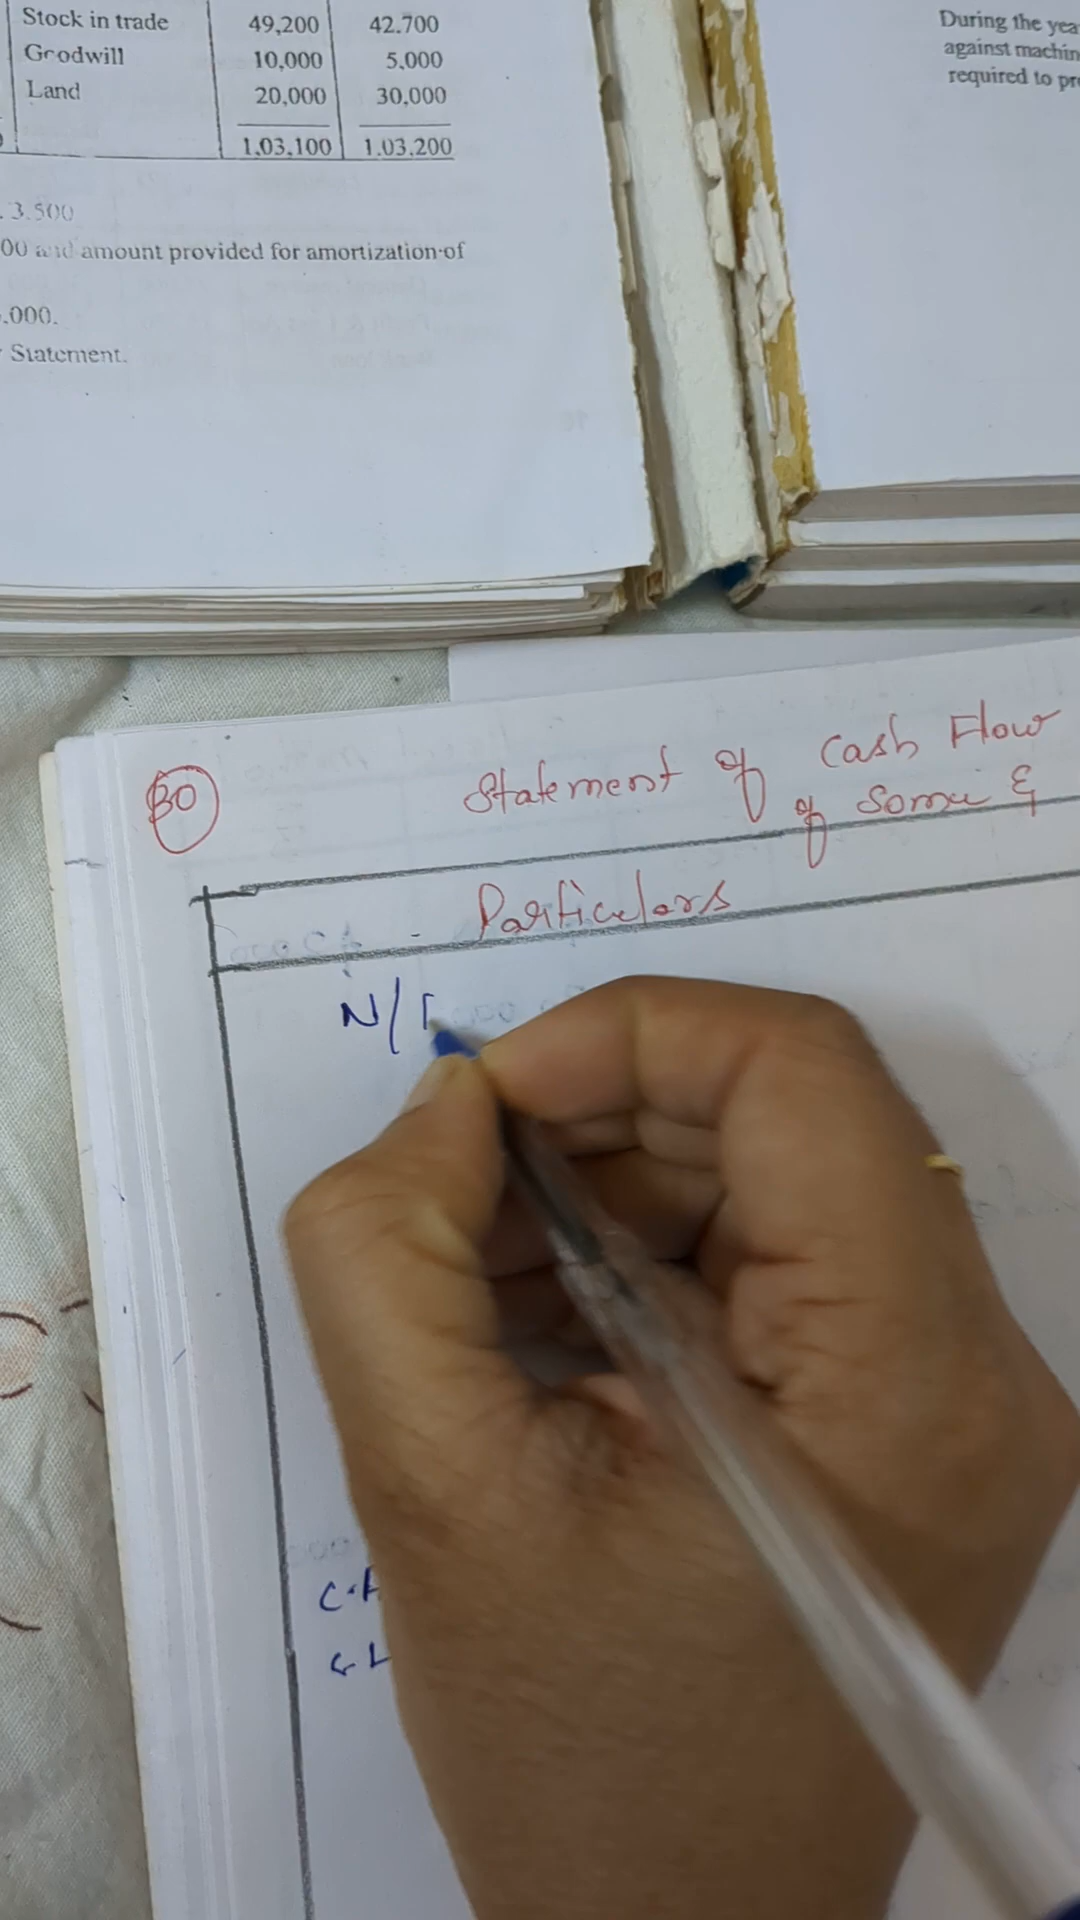 Stock in trade 49,200 42.700
Goodwill 10,000 5,000
Land 20,000 30,000
1,03,100 1.03,200
3.500
00 and amount provided for amortization of
.000.
Statement.
During the yea
against machin
required to pr
30
Statement of Cash Flow
of Somu &
Particulars
N/
C.A
C L